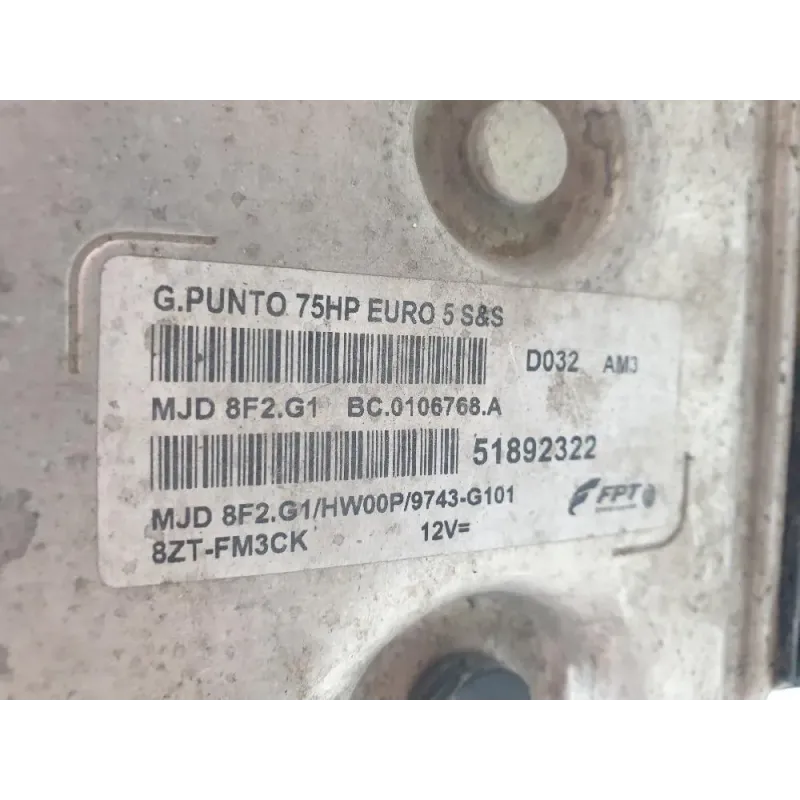 G.PUNTO 75HP EURO 5 S&S
D032 AM3
MJD 8F2.G1 BC.0106768.A
51892322
MJD 8F2.G1/HW00P/9743-G101
FPT
8ZT-FM3CK 12V=